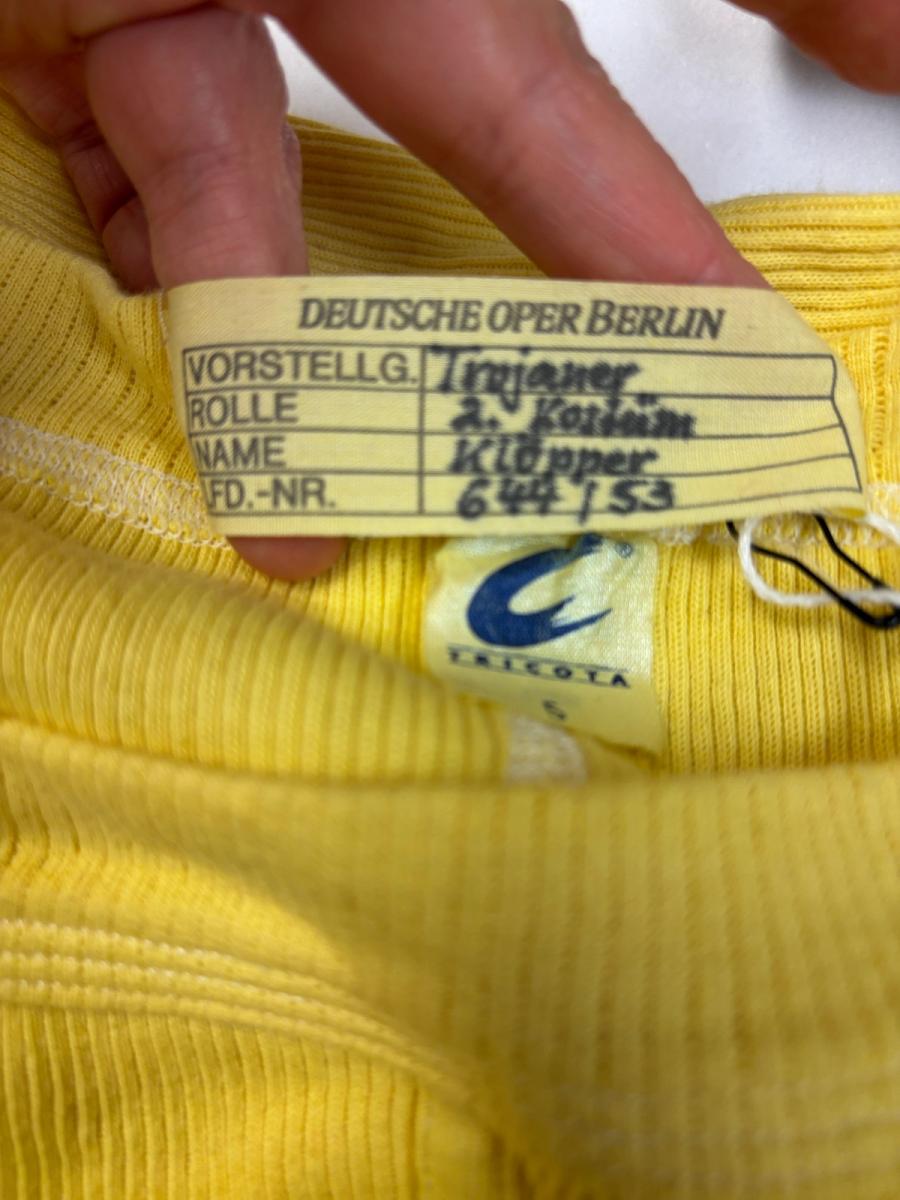 DEUTSCHE OPER BERLIN
VORSTELLG. Trojaner
ROLLE 2. Kostüm
NAME Klöpper
LFD.-NR. 644/53
TRICOTA
S